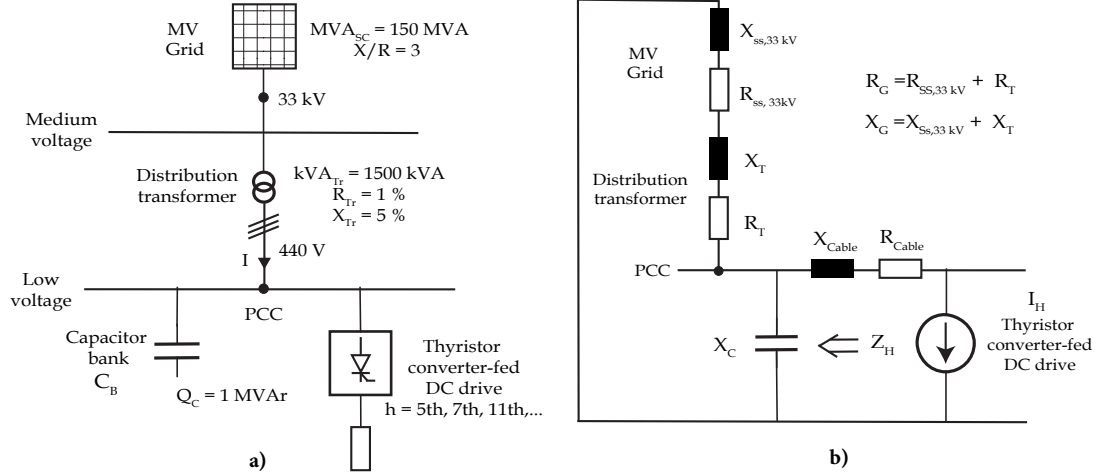 MV
Grid
MVA_SC = 150 MVA
X/R = 3
33 kV
Medium
voltage
Distribution
transformer
kVA_Tr = 1500 kVA
R_Tr = 1 %
X_Tr = 5 %
I
440 V
Low
voltage
PCC
Capacitor
bank
C_B
Q_C = 1 MVAr
Thyristor
converter-fed
DC drive
h = 5th, 7th, 11th,...
a)
X_ss,33 kV
MV
Grid
R_ss, 33kV
R_G =R_SS,33 kV + R_T
X_G =X_Ss,33 kV + X_T
X_T
Distribution
transformer
R_T
X_Cable
R_Cable
PCC
X_C
Z_H
I_H
Thyristor
converter-fed
DC drive
b)